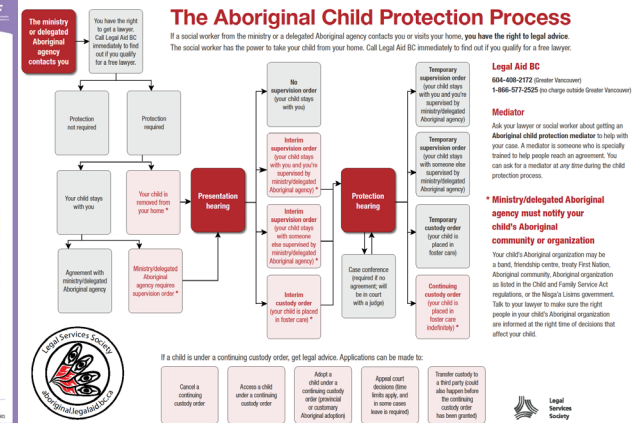 The Aboriginal Child Protection Process
If a social worker from the ministry or a delegated Aboriginal agency contacts you or visits your home, you have the right to legal advice.
The social worker has the power to take your child from your home. Call Legal Aid BC immediately to find out if you qualify for a free lawyer.
The ministry
or delegated
Aboriginal
agency
contacts you
You have the right
to get a lawyer.
Call Legal Aid BC
immediately to find
out if you qualify
for a free lawyer.
Protection
not required
Protection
required
Your child stays
with you
Your child is
removed from
your home *
Agreement with
ministry/delegated
Aboriginal agency
Ministry/delegated
Aboriginal
agency requires
supervision order *
Presentation
hearing
No
supervision order
(your child stays
with you)
Interim
supervision order
(your child stays
with you and you're
supervised by
ministry/delegated
Aboriginal agency) *
Interim
supervision order
(your child stays
with someone
else supervised by
ministry/delegated
Aboriginal agency) *
Interim
custody order
(your child is placed
in foster care) *
Protection
hearing
Case conference
(required if no
agreement; will
be in court
with a judge)
Temporary
supervision order
(your child stays
with you and you're
supervised by
ministry/delegated
Aboriginal agency)
Temporary
supervision order
(your child stays
with someone else
supervised by
ministry/delegated
Aboriginal agency)
Temporary
custody order
(your child is
placed in
foster care)
Continuing
custody order
(your child is
placed in
foster care
indefinitely) *
Legal Aid BC
604-408-2172 (Greater Vancouver)
1-866-577-2525 (no charge outside Greater Vancouver)
Mediator
Ask your lawyer or social worker about getting an
Aboriginal child protection mediator to help with
your case. A mediator is someone who is specially
trained to help people reach an agreement. You
can ask for a mediator at any time during the child
protection process.
* Ministry/delegated Aboriginal
agency must notify your
child's Aboriginal
community or organization
Your child's Aboriginal organization may be
a band, friendship centre, treaty First Nation,
Aboriginal community, Aboriginal organization
as listed in the Child and Family Service Act
regulations, or the Nisga'a Lisims government.
Talk to your lawyer to make sure the right
people in your child's Aboriginal organization
are informed at the right time of decisions that
affect your child.
If a child is under a continuing custody order, get legal advice. Applications can be made to:
Cancel a
continuing
custody order
Access a child
under a continuing
custody order
Adopt a
child under a
continuing custody
order (provincial
or customary
Aboriginal adoption)
Appeal court
decisions (time
limits apply, and
in some cases
leave is required)
Transfer custody to
a third party (could
also happen before
the continuing
custody order
has been granted)
Legal Services Society
aboriginal.legalaid.bc.ca
Legal
Services
Society